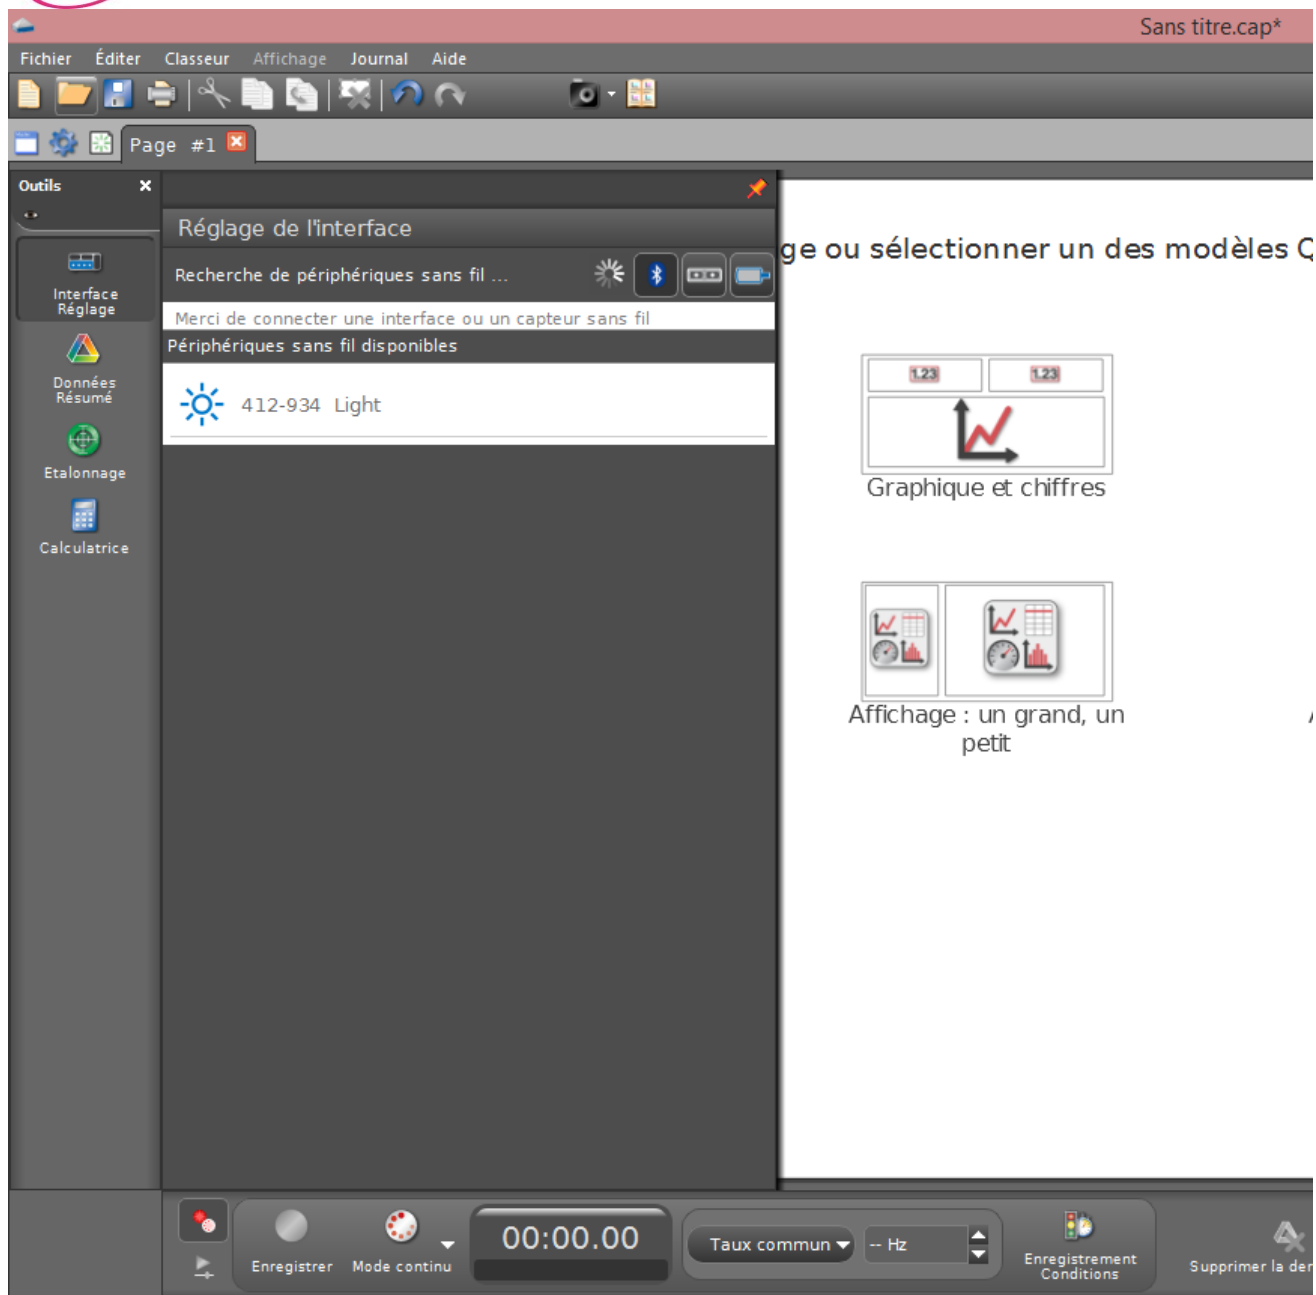 Sans titre.cap*
Fichier Éditer Classeur Affichage Journal Aide
Page #1
Outils
Réglage de l'interface
Recherche de périphériques sans fil ...
Merci de connecter une interface ou un capteur sans fil
Périphériques sans fil disponibles
412-934 Light
Interface
Réglage
Données
Résumé
Etalonnage
Calculatrice
ge ou sélectionner un des modèles Q
1.23 1.23
Graphique et chiffres
Affichage : un grand, un
petit
Enregistrer
Mode continu
00:00.00
Taux commun
-- Hz
Enregistrement
Conditions
Supprimer la der